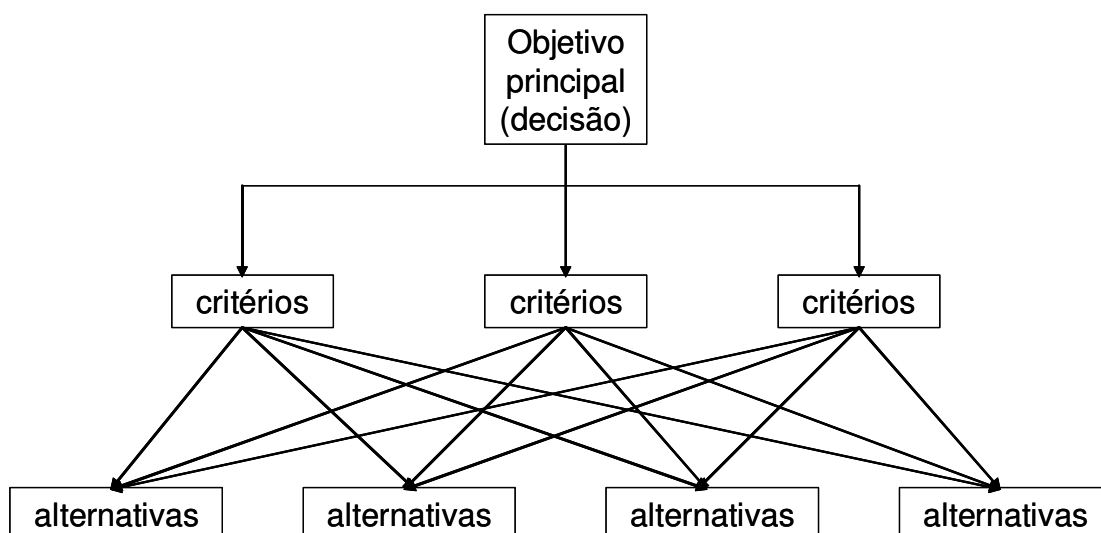 Objetivo
principal
(decisão)
critérios
critérios
critérios
alternativas
alternativas
alternativas
alternativas